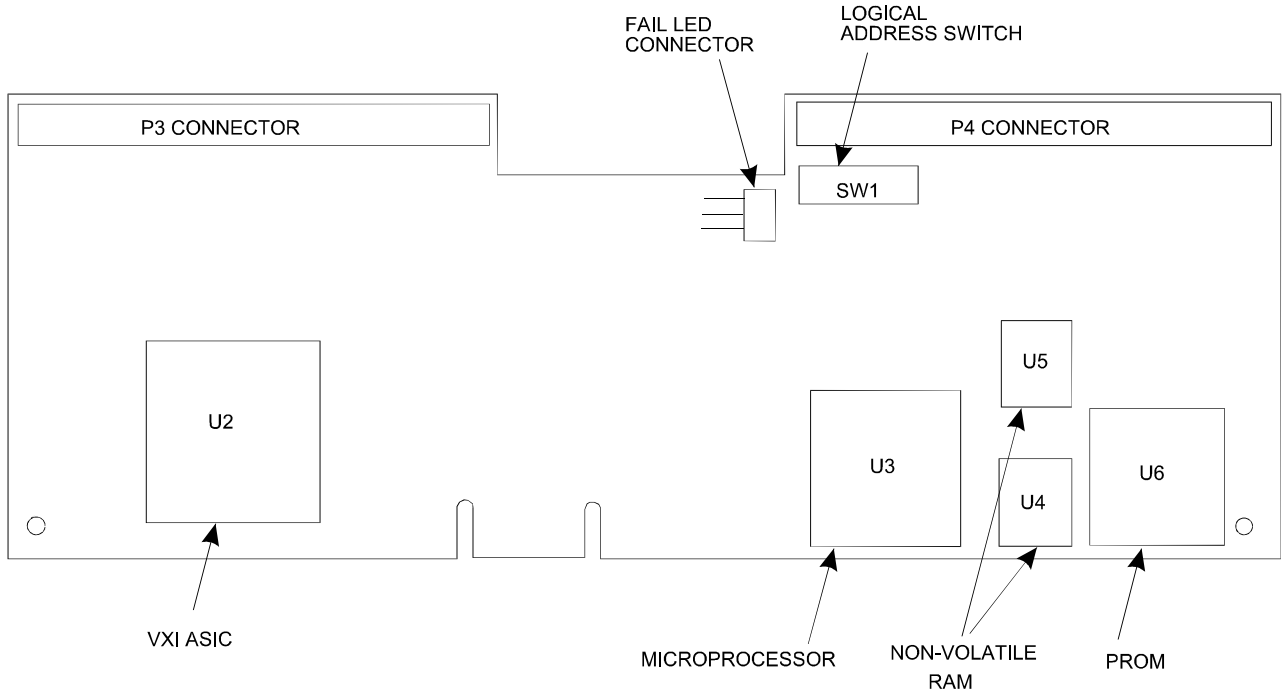 FAIL LED
CONNECTOR
LOGICAL
ADDRESS SWITCH
P3 CONNECTOR
P4 CONNECTOR
SW1
U5
U2
U3
U4
U6
VXI ASIC
MICROPROCESSOR
NON-VOLATILE
RAM
PROM